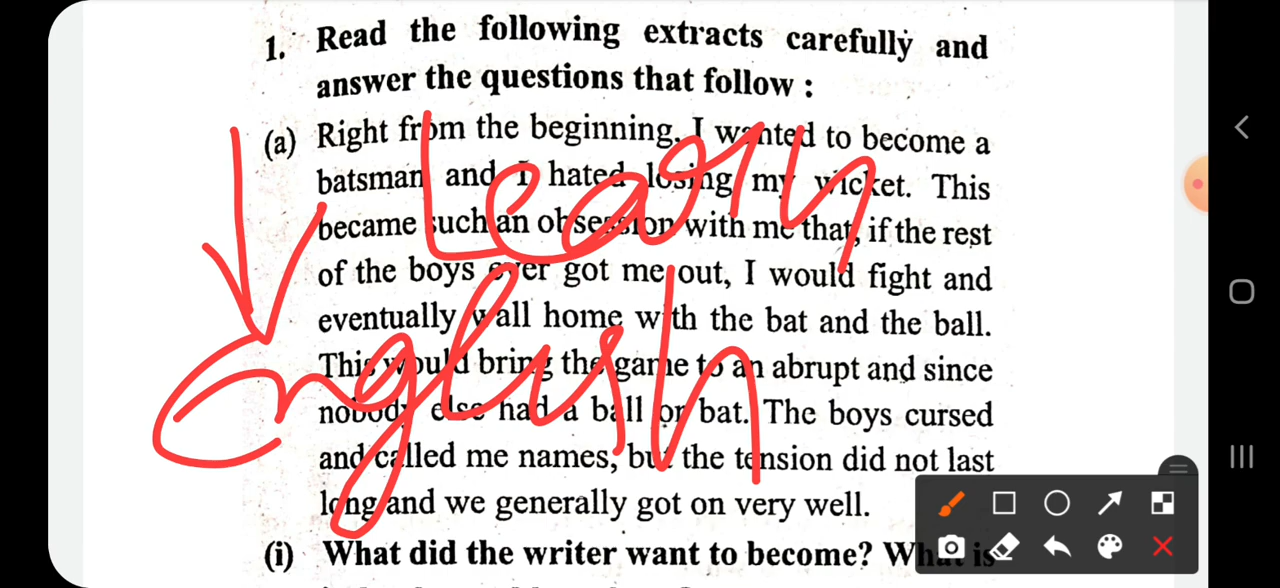 1. Read the following extracts carefully and
answer the questions that follow :
(a) Right from the beginning, I wanted to become a
batsman and I hated losing my wicket. This
became such an obsession with me that, if the rest
of the boys ever got me out, I would fight and
eventually wall home with the bat and the ball.
This would bring the game to an abrupt and since
nobody else had a ball or bat. The boys cursed
and called me names, but the tension did not last
long and we generally got on very well.
(i) What did the writer want to become? What is
Learn
English